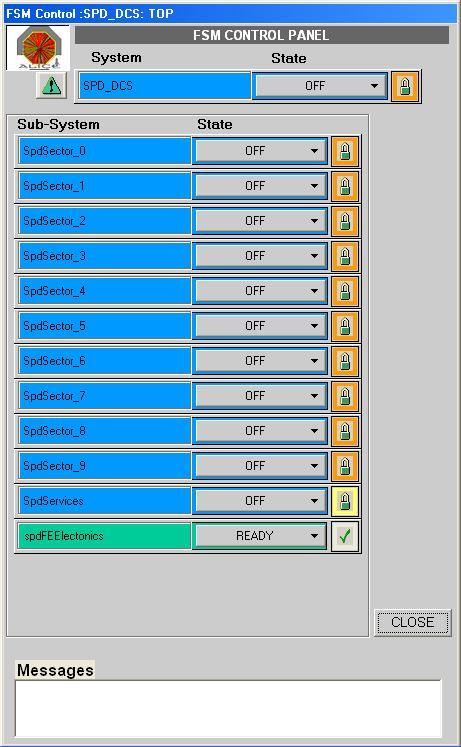 FSM Control :SPD_DCS: TOP
FSM CONTROL PANEL
ALICE
System State
SPD_DCS OFF
Sub-System State
SpdSector_0 OFF
SpdSector_1 OFF
SpdSector_2 OFF
SpdSector_3 OFF
SpdSector_4 OFF
SpdSector_5 OFF
SpdSector_6 OFF
SpdSector_7 OFF
SpdSector_8 OFF
SpdSector_9 OFF
SpdServices OFF
spdFEElectonics READY
CLOSE
Messages